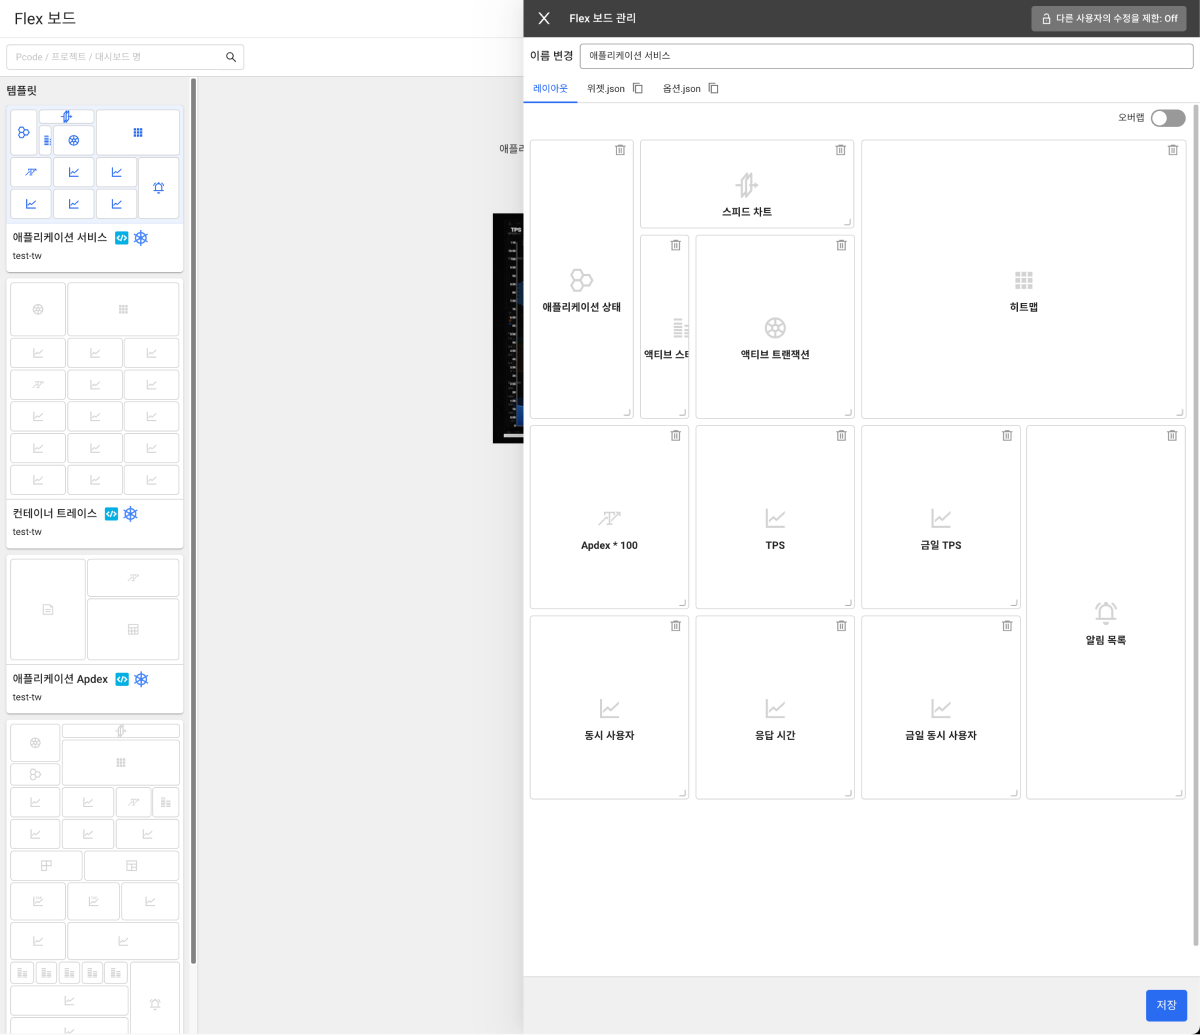 Flex 보드
Pcode / 프로젝트 / 대시보드 명
템플릿
애플리케이션 서비스
test-tw
컨테이너 트레이스
test-tw
애플리케이션 Apdex
test-tw
TPS
Flex 보드 관리
다른 사용자의 수정을 제한: Off
이름 변경
애플리케이션 서비스
레이아웃
위젯.json
옵션.json
오버랩
애플리케이션 상태
스피드 차트
액티브 트랜잭션
히트맵
Apdex * 100
TPS
금일 TPS
알림 목록
동시 사용자
응답 시간
금일 동시 사용자
저장